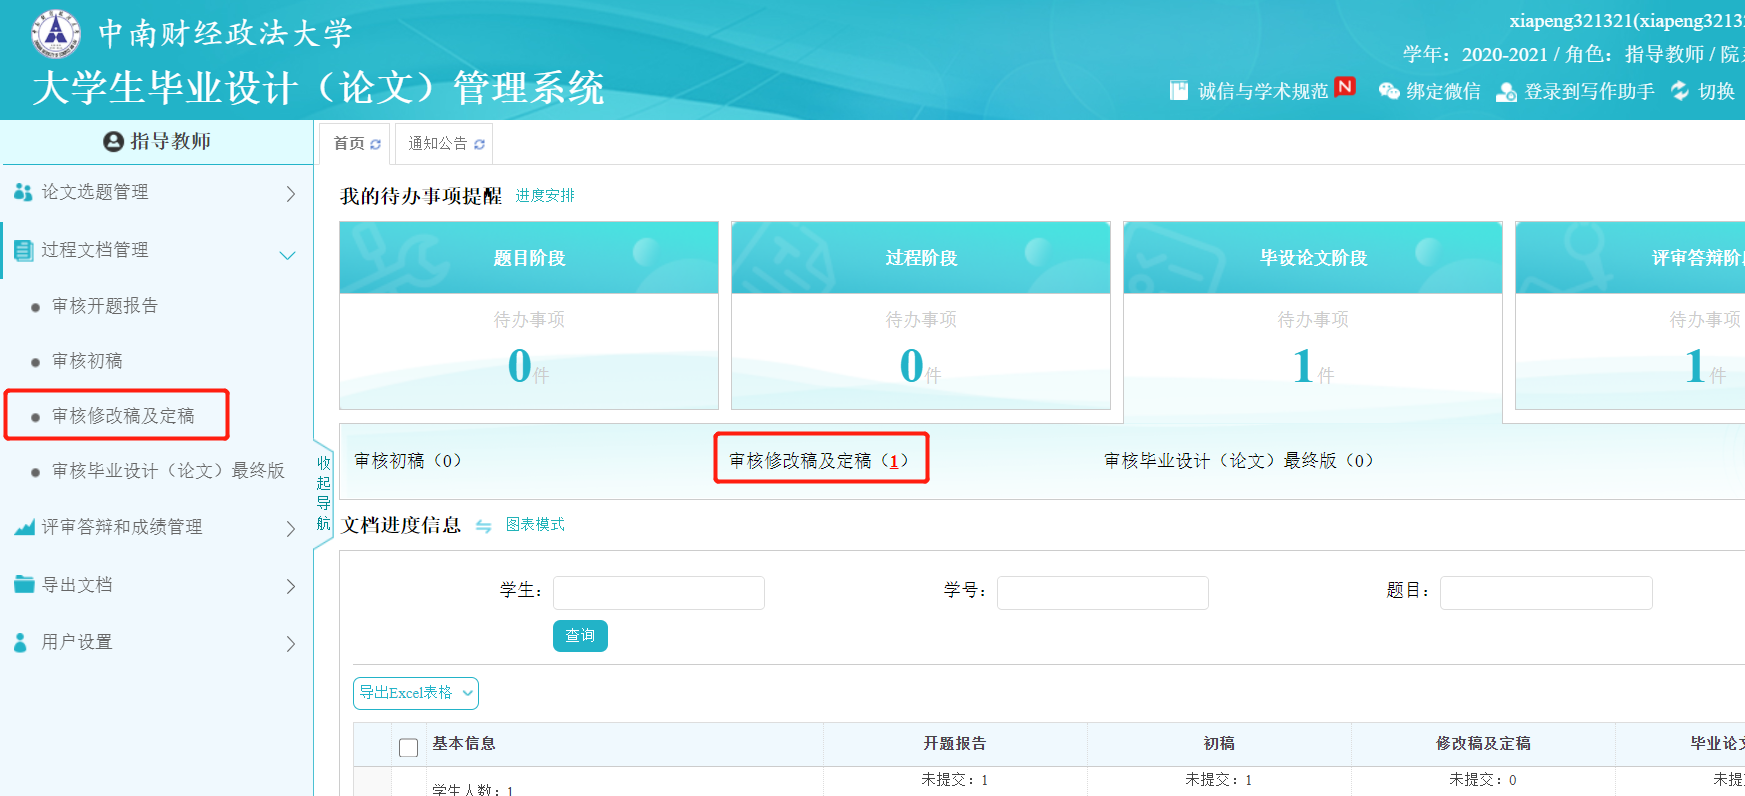 中南财经政法大学
大学生毕业设计（论文）管理系统
xiapeng321321(xiapeng3213
学年：2020-2021 / 角色：指导教师 / 院
诚信与学术规范 N 绑定微信 登录到写作助手 切换
指导教师
论文选题管理
过程文档管理
审核开题报告
审核初稿
审核修改稿及定稿
审核毕业设计（论文）最终版
评审答辩和成绩管理
导出文档
用户设置
收起导航
首页 通知公告
我的待办事项提醒 进度安排
题目阶段 过程阶段 毕设论文阶段 评审答辩阶
待办事项 待办事项 待办事项 待办事项
0件 0件 1件 1件
审核初稿（0） 审核修改稿及定稿（1） 审核毕业设计（论文）最终版（0）
文档进度信息 图表模式
学生： 学号： 题目：
查询
导出Excel表格
基本信息 开题报告 初稿 修改稿及定稿 毕业论文
学生人数：1 未提交：1 未提交：1 未提交：0 未提